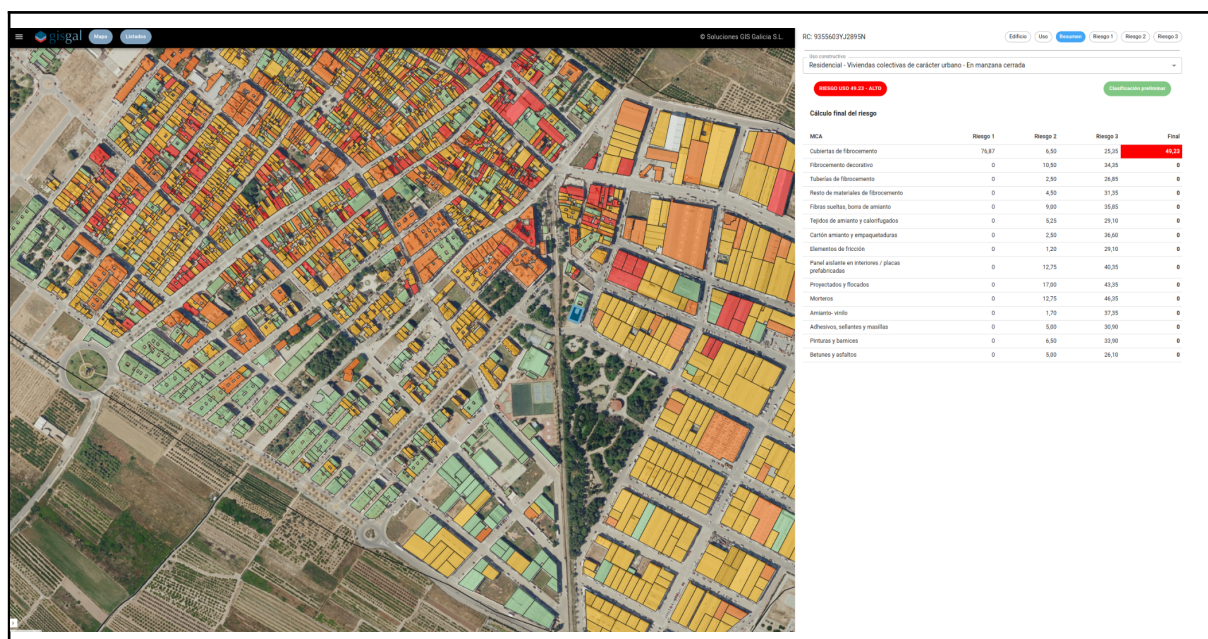 gisgal
Mapa
Listados
© Soluciones GIS Galicia S.L.
RC: 9355603YJ2895N
Edificio
Uso
Resumen
Riesgo 1
Riesgo 2
Riesgo 3
Uso constructivo
Residencial - Viviendas colectivas de carácter urbano - En manzana cerrada
RIESGO USO 49.23 - ALTO
Clasificación preliminar
Cálculo final del riesgo
MCA Riesgo 1 Riesgo 2 Riesgo 3 Final
Cubiertas de fibrocemento 76,87 6,50 25,35 49,23
Fibrocemento decorativo 0 10,50 34,35 0
Tuberías de fibrocemento 0 2,50 26,85 0
Resto de materiales de fibrocemento 0 4,50 31,35 0
Fibras sueltas, borra de amianto 0 9,00 35,85 0
Tejidos de amianto y calorifugados 0 5,25 29,10 0
Cartón amianto y empaquetaduras 0 2,50 36,60 0
Elementos de fricción 0 1,20 29,10 0
Panel aislante en interiores / placas
prefabricadas 0 12,75 40,35 0
Proyectados y flocados 0 17,00 43,35 0
Morteros 0 12,75 46,35 0
Amianto- vinilo 0 1,70 37,35 0
Adhesivos, sellantes y masillas 0 5,00 30,90 0
Pinturas y barnices 0 6,50 33,90 0
Betunes y asfaltos 0 5,00 26,10 0